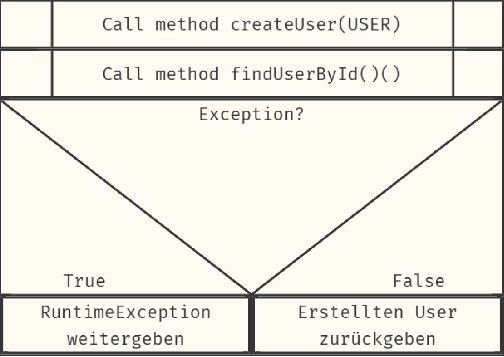 Call method createUser(USER)
Call method findUserById()()
Exception?
True
False
RuntimeException
weitergeben
Erstellten User
zurückgeben